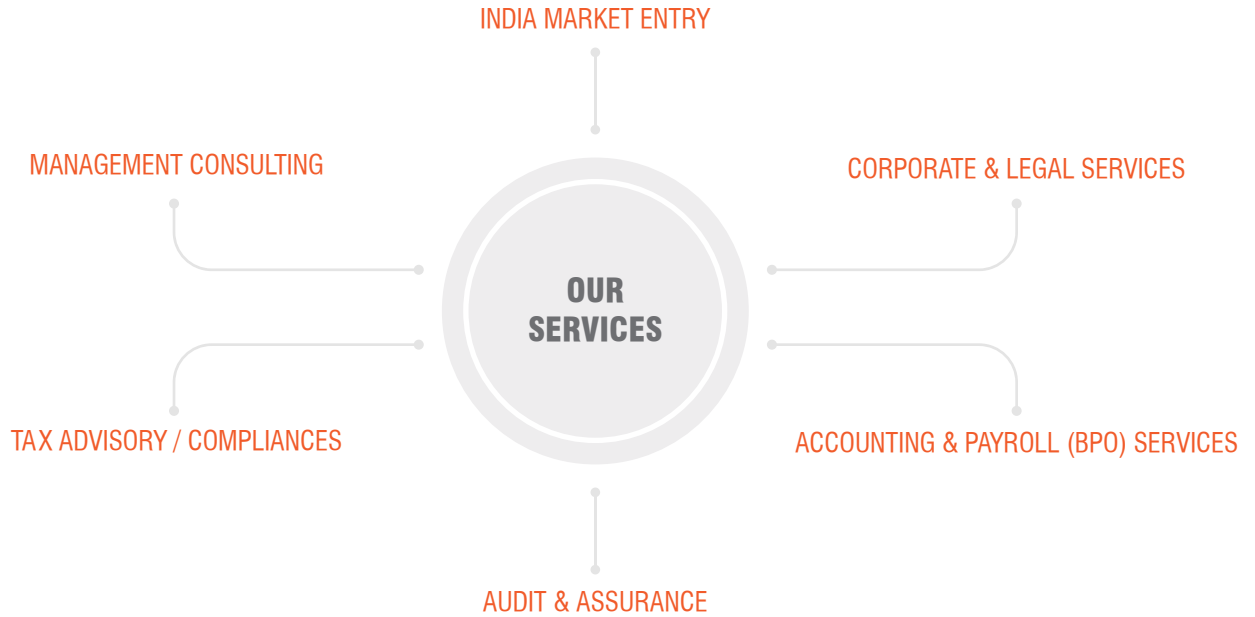 INDIA MARKET ENTRY
MANAGEMENT CONSULTING
CORPORATE & LEGAL SERVICES
OUR
SERVICES
TAX ADVISORY / COMPLIANCES
ACCOUNTING & PAYROLL (BPO) SERVICES
AUDIT & ASSURANCE